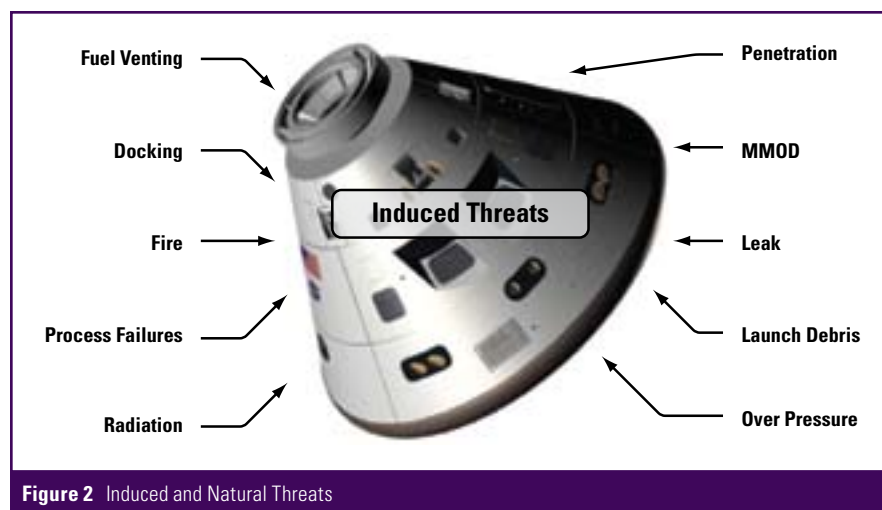 Fuel Venting
Docking
Fire
Process Failures
Radiation
Induced Threats
Penetration
MMOD
Leak
Launch Debris
Over Pressure
Figure 2 Induced and Natural Threats